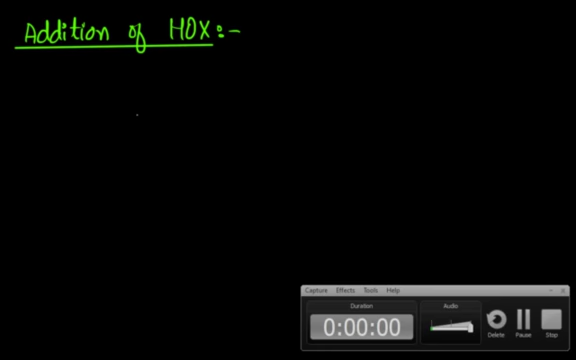 Addition of HOX:-
Capture Effects Tools Help
Duration Audio
0:00:00
Delete Pause Stop